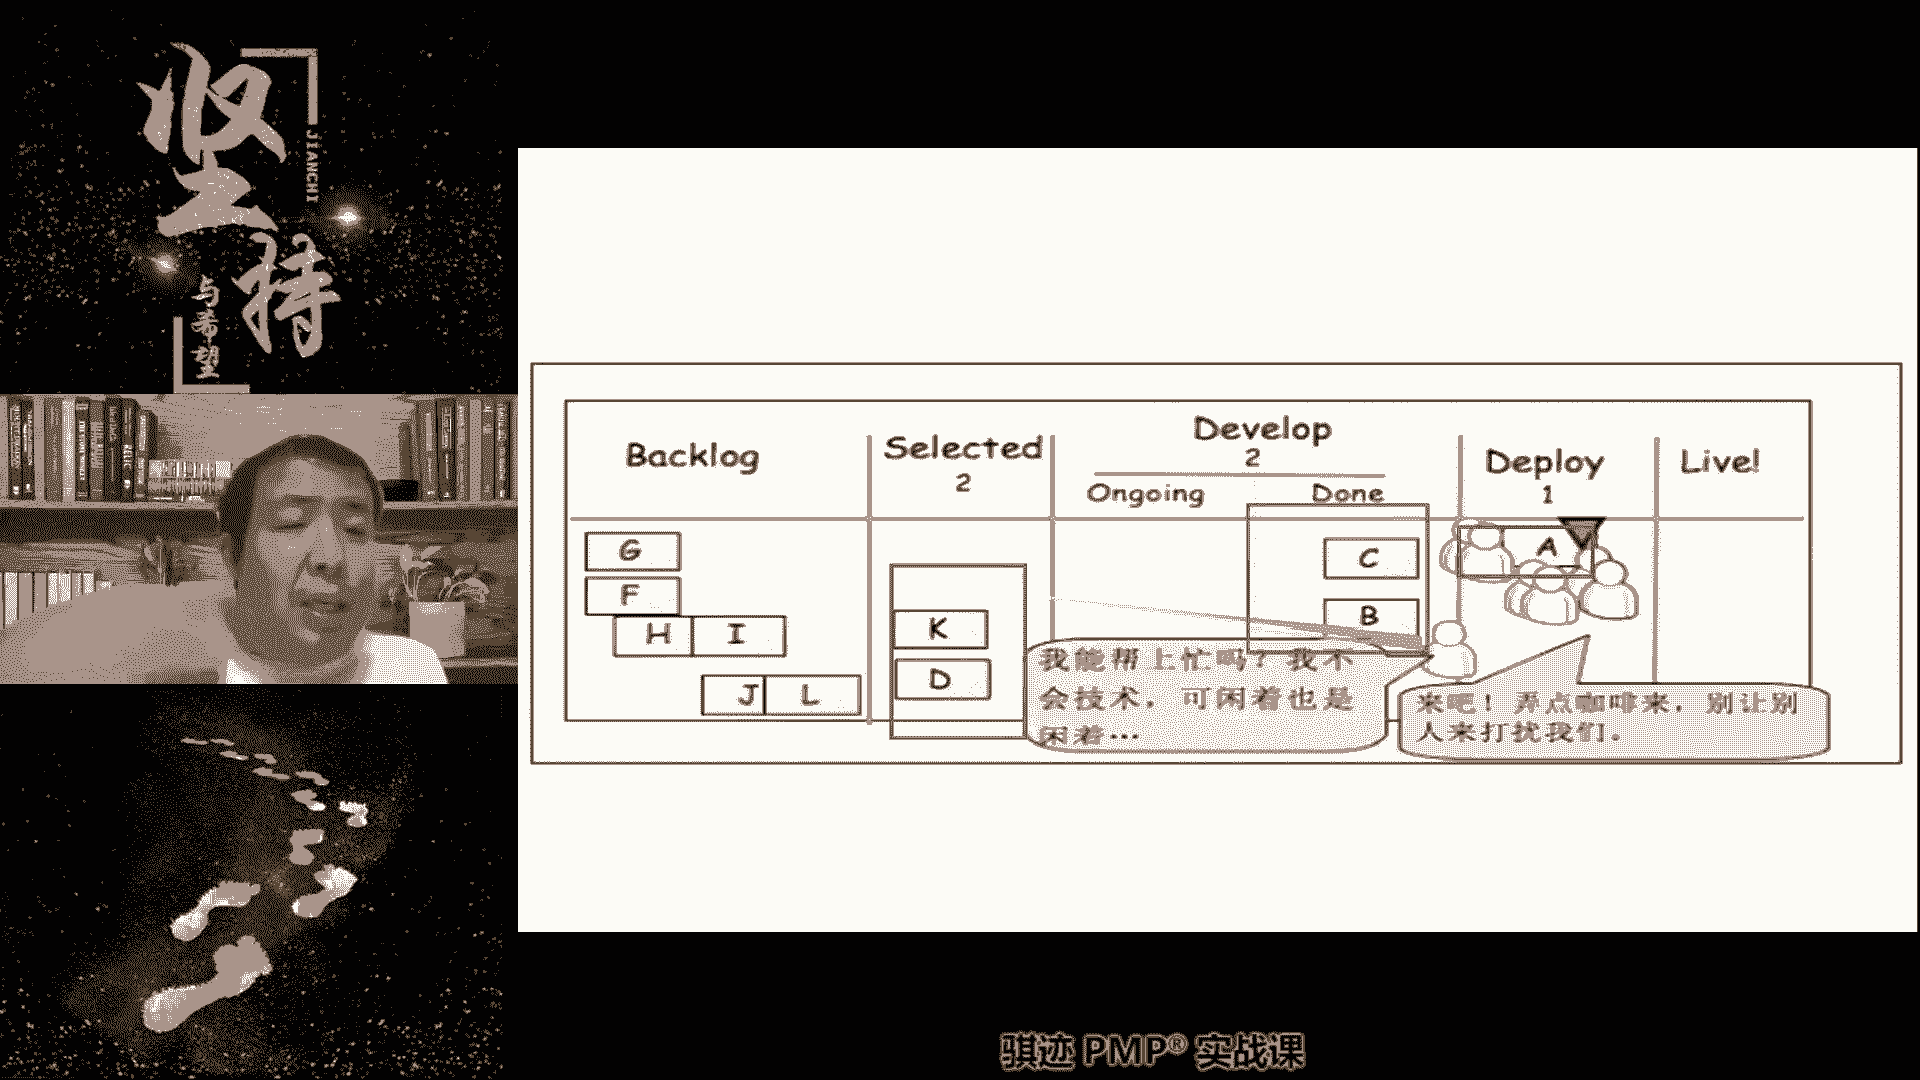 坚持
JIANCHI
与希望
Backlog
Selected
2
Develop
2
Ongoing
Done
Deploy
1
Live!
G
F
H
I
J
L
K
D
C
B
A
我能帮上忙吗？我不
会技术，可闲着也是
闲着…
来吧！弄点咖啡来，别让别
人来打扰我们。
骐迹 PMP® 实战课